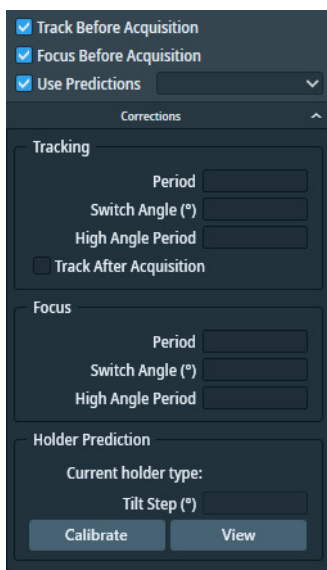 Track Before Acquisition
Focus Before Acquisition
Use Predictions
Corrections
Tracking
Period
Switch Angle (°)
High Angle Period
Track After Acquisition
Focus
Period
Switch Angle (°)
High Angle Period
Holder Prediction
Current holder type:
Tilt Step (°)
Calibrate View